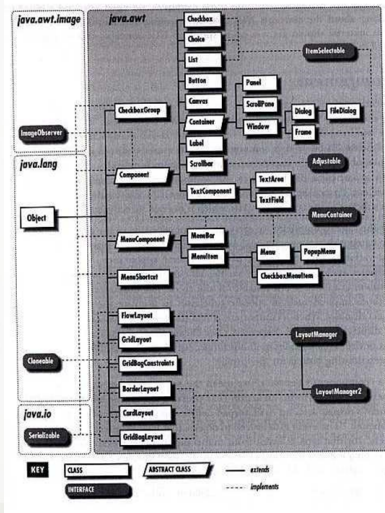 java.awt.image
java.awt
Checkbox
Choice
List
ItemSelectable
Button
Canvas
Panel
CheckboxGroup
ScrollPane
Container
Dialog
FileDialog
ImageObserver
Window
Frame
Label
java.lang
Scrollbar
Adjustable
Component
TextArea
TextComponent
TextField
Object
MenuContainer
MenuBar
MenuComponent
Menu
PopupMenu
MenuItem
MenuShortcut
CheckboxMenuItem
FlowLayout
LayoutManager
GridLayout
Cloneable
GridBagConstraints
BorderLayout
LayoutManager2
java.io
CardLayout
Serializable
GridBagLayout
KEY
CLASS
ABSTRACT CLASS
extends
INTERFACE
implements